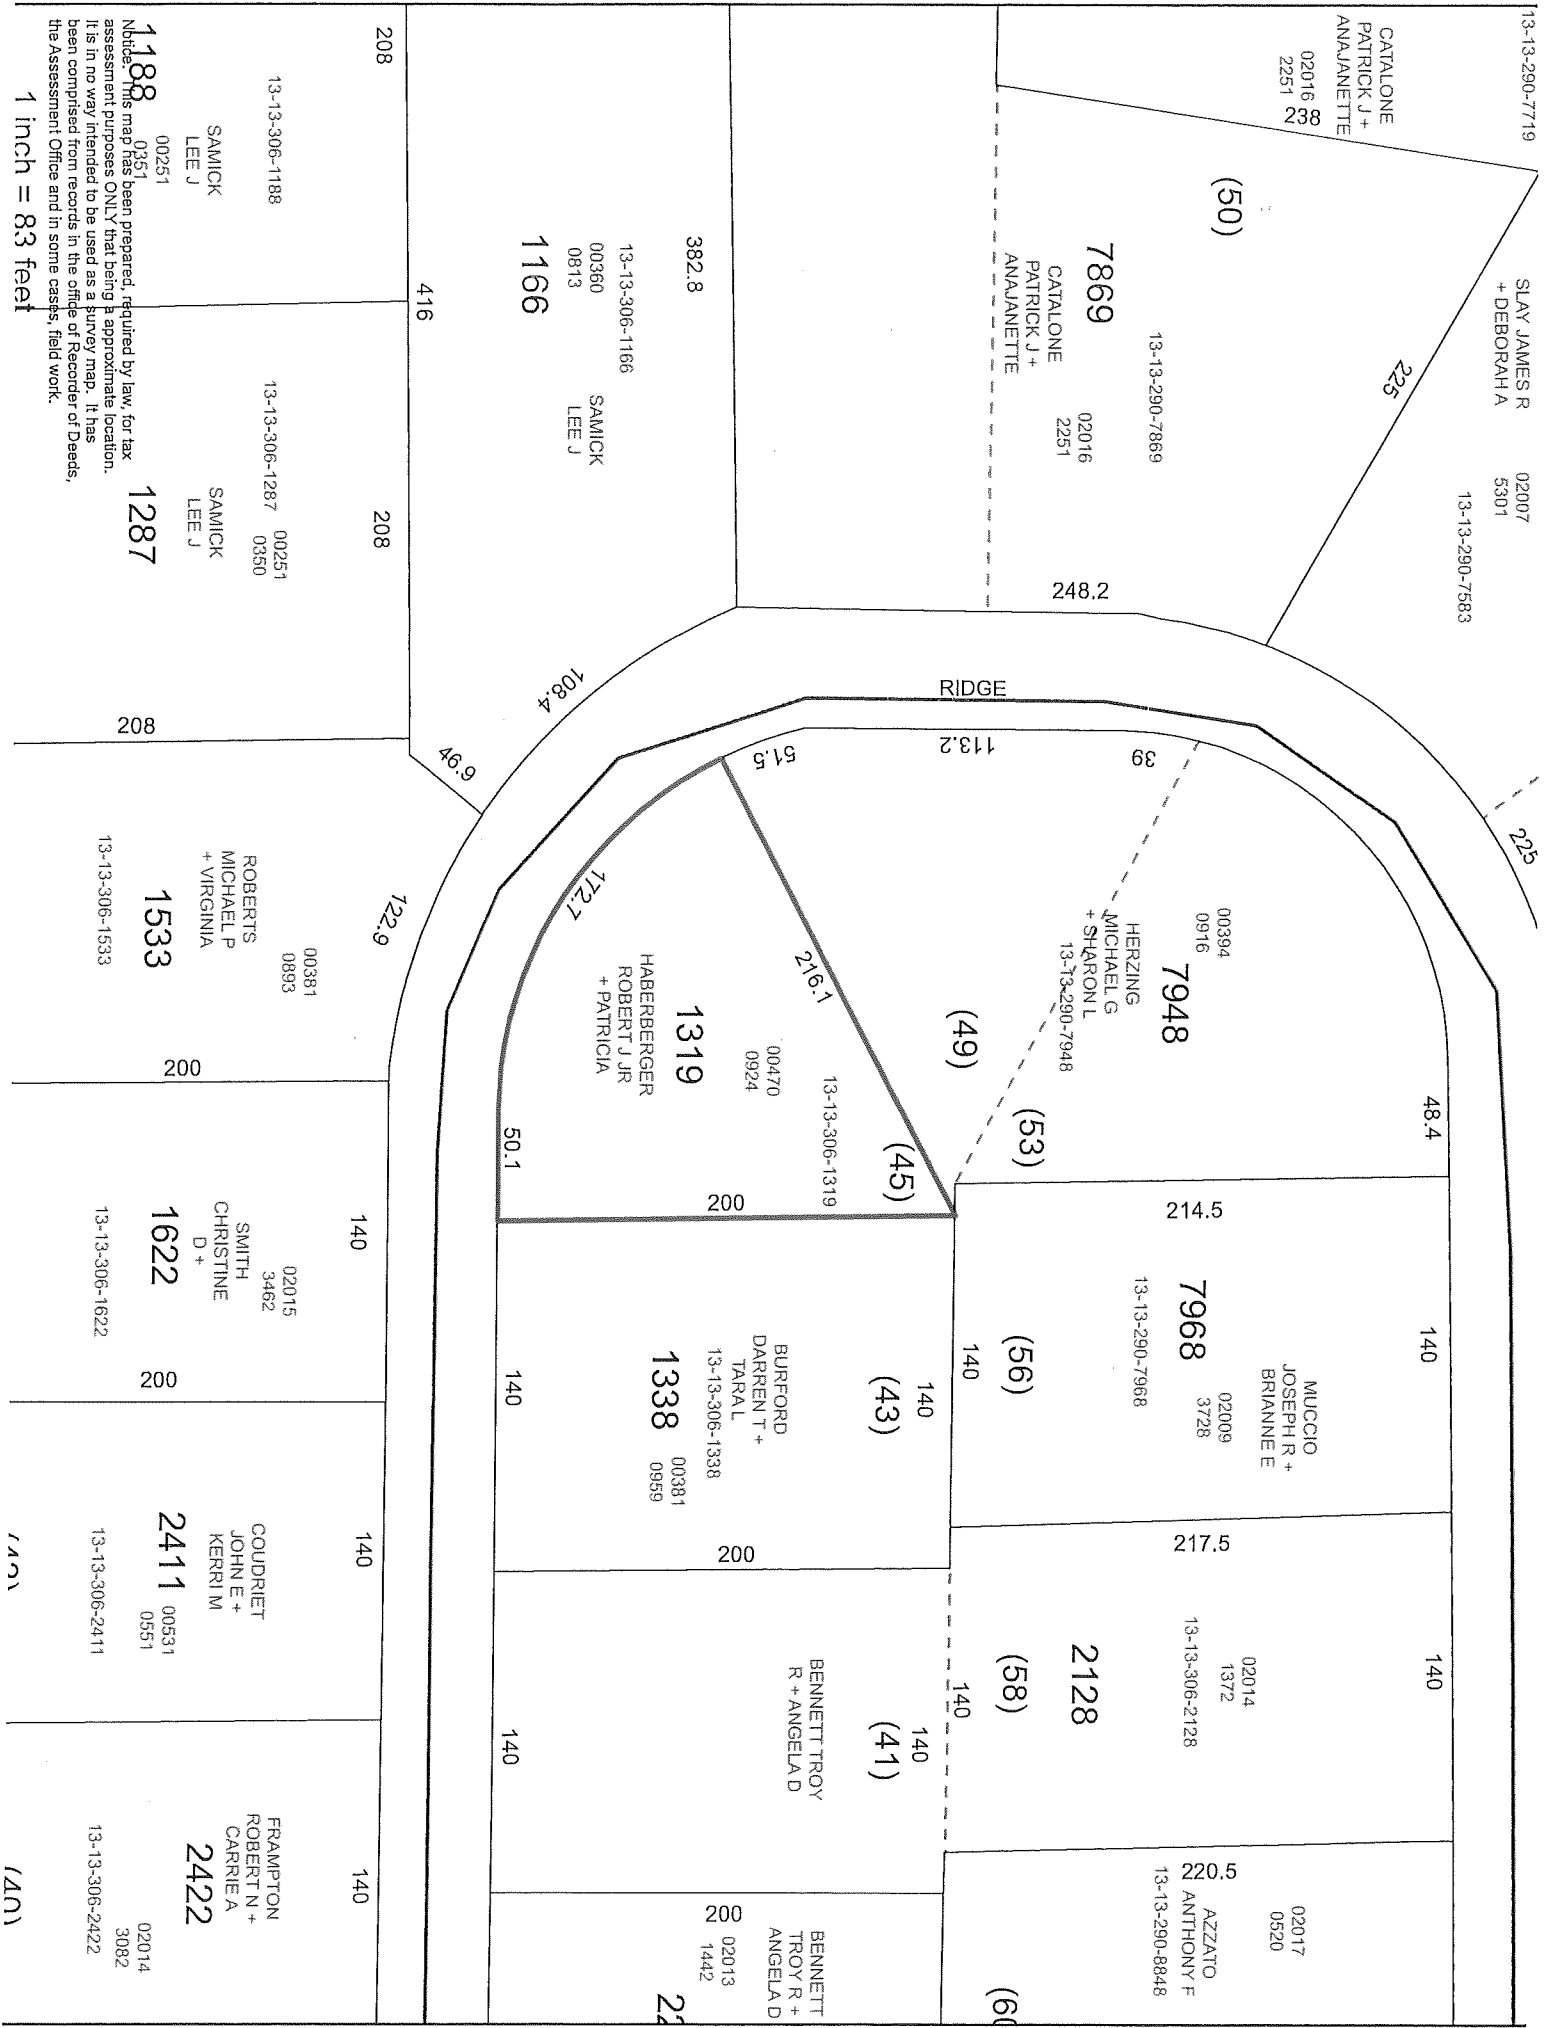 13-13-290-7719
CATALONE
PATRICK J +
ANAJANETTE
02016
2251
238
SLAY JAMES R
+ DEBORAH A
02007
5301
13-13-290-7583
225
225
(50)
7869
13-13-290-7869
CATALONE
PATRICK J +
ANAJANETTE
02016
2251
248.2
382.8
13-13-306-1166
00360
0813
SAMICK
LEE J
1166
416
208
13-13-306-1188
SAMICK
LEE J
00251
0351
1188
208
13-13-306-1287
00251
0350
SAMICK
LEE J
1287
208
Notice: This map has been prepared, required by law, for tax
assessment purposes ONLY that being a approximate location.
It is in no way intended to be used as a survey map. It has
been comprised from records in the office of Recorder of Deeds,
the Assessment Office and in some cases, field work.
1 inch = 83 feet
RIDGE
108.4
46.9
122.9
39
113.2
51.5
172.7
216.1
50.1
00394
0916
7948
HERZING
MICHAEL G
+ SHARON L
13-13-290-7948
(49)
(53)
48.4
13-13-306-1319
00470
0924
1319
HABERBERGER
ROBERT J JR
+ PATRICIA
(45)
200
214.5
140
MUCCIO
JOSEPH R +
BRIANNE E
02009
3728
7968
13-13-290-7968
(56)
140
140
(43)
BURFORD
DARREN T +
TARA L
13-13-306-1338
1338
00381
0959
140
200
217.5
140
02014
1372
13-13-306-2128
2128
(58)
140
140
(41)
BENNETT TROY
R + ANGELA D
140
220.5
02017
0520
AZZATO
ANTHONY F
13-13-290-8848
(60
200
BENNETT
TROY R +
ANGELA D
02013
1442
22
00381
0893
ROBERTS
MICHAEL P
+ VIRGINIA
1533
13-13-306-1533
200
140
02015
3462
SMITH
CHRISTINE
D +
1622
13-13-306-1622
200
140
COUDRIET
JOHN E +
KERRI M
2411
00531
0551
13-13-306-2411
140
FRAMPTON
ROBERT N +
CARRIE A
2422
02014
3082
13-13-306-2422